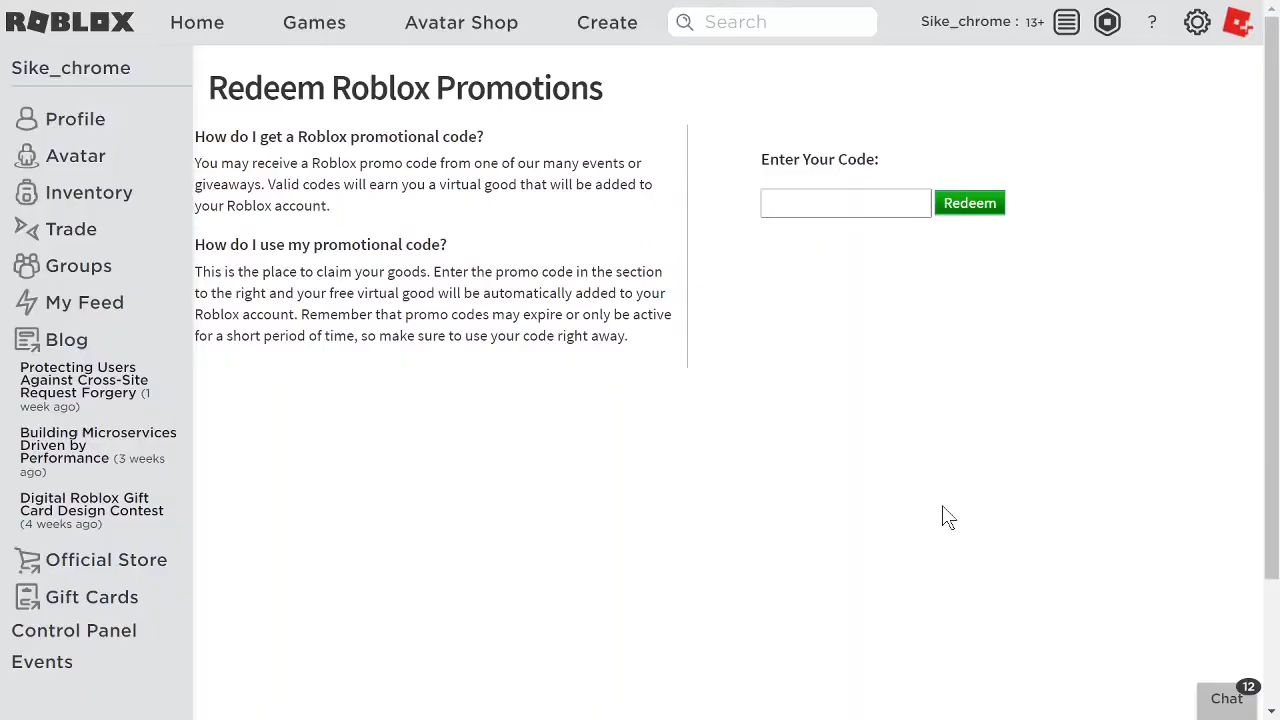 ROBLOX
Home
Games
Avatar Shop
Create
Search
Sike_chrome : 13+
?
Sike_chrome
Profile
Avatar
Inventory
Trade
Groups
My Feed
Blog
Protecting Users
Against Cross-Site
Request Forgery (1
week ago)
Building Microservices
Driven by
Performance (3 weeks
ago)
Digital Roblox Gift
Card Design Contest
(4 weeks ago)
Official Store
Gift Cards
Control Panel
Events
Redeem Roblox Promotions
How do I get a Roblox promotional code?
You may receive a Roblox promo code from one of our many events or
giveaways. Valid codes will earn you a virtual good that will be added to
your Roblox account.
How do I use my promotional code?
This is the place to claim your goods. Enter the promo code in the section
to the right and your free virtual good will be automatically added to your
Roblox account. Remember that promo codes may expire or only be active
for a short period of time, so make sure to use your code right away.
Enter Your Code:
Redeem
Chat
12